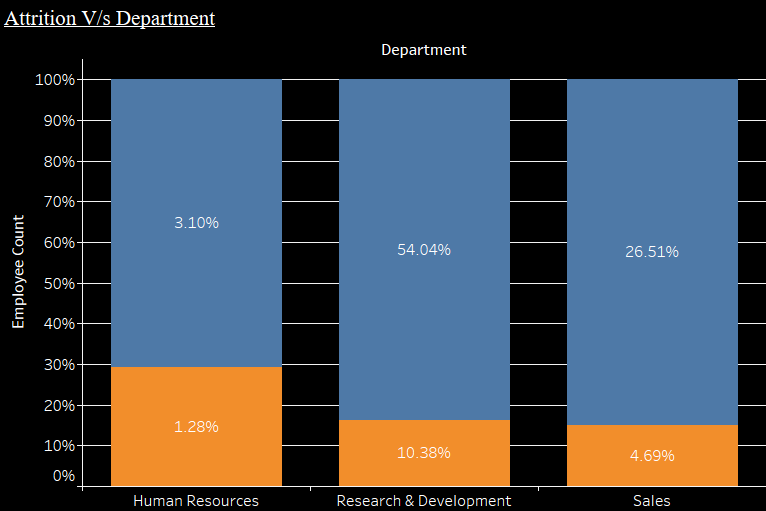 Attrition V/s Department
Department
Employee Count
100%
90%
80%
70%
60%
50%
40%
30%
20%
10%
0%
3.10%
54.04%
26.51%
1.28%
10.38%
4.69%
Human Resources
Research & Development
Sales